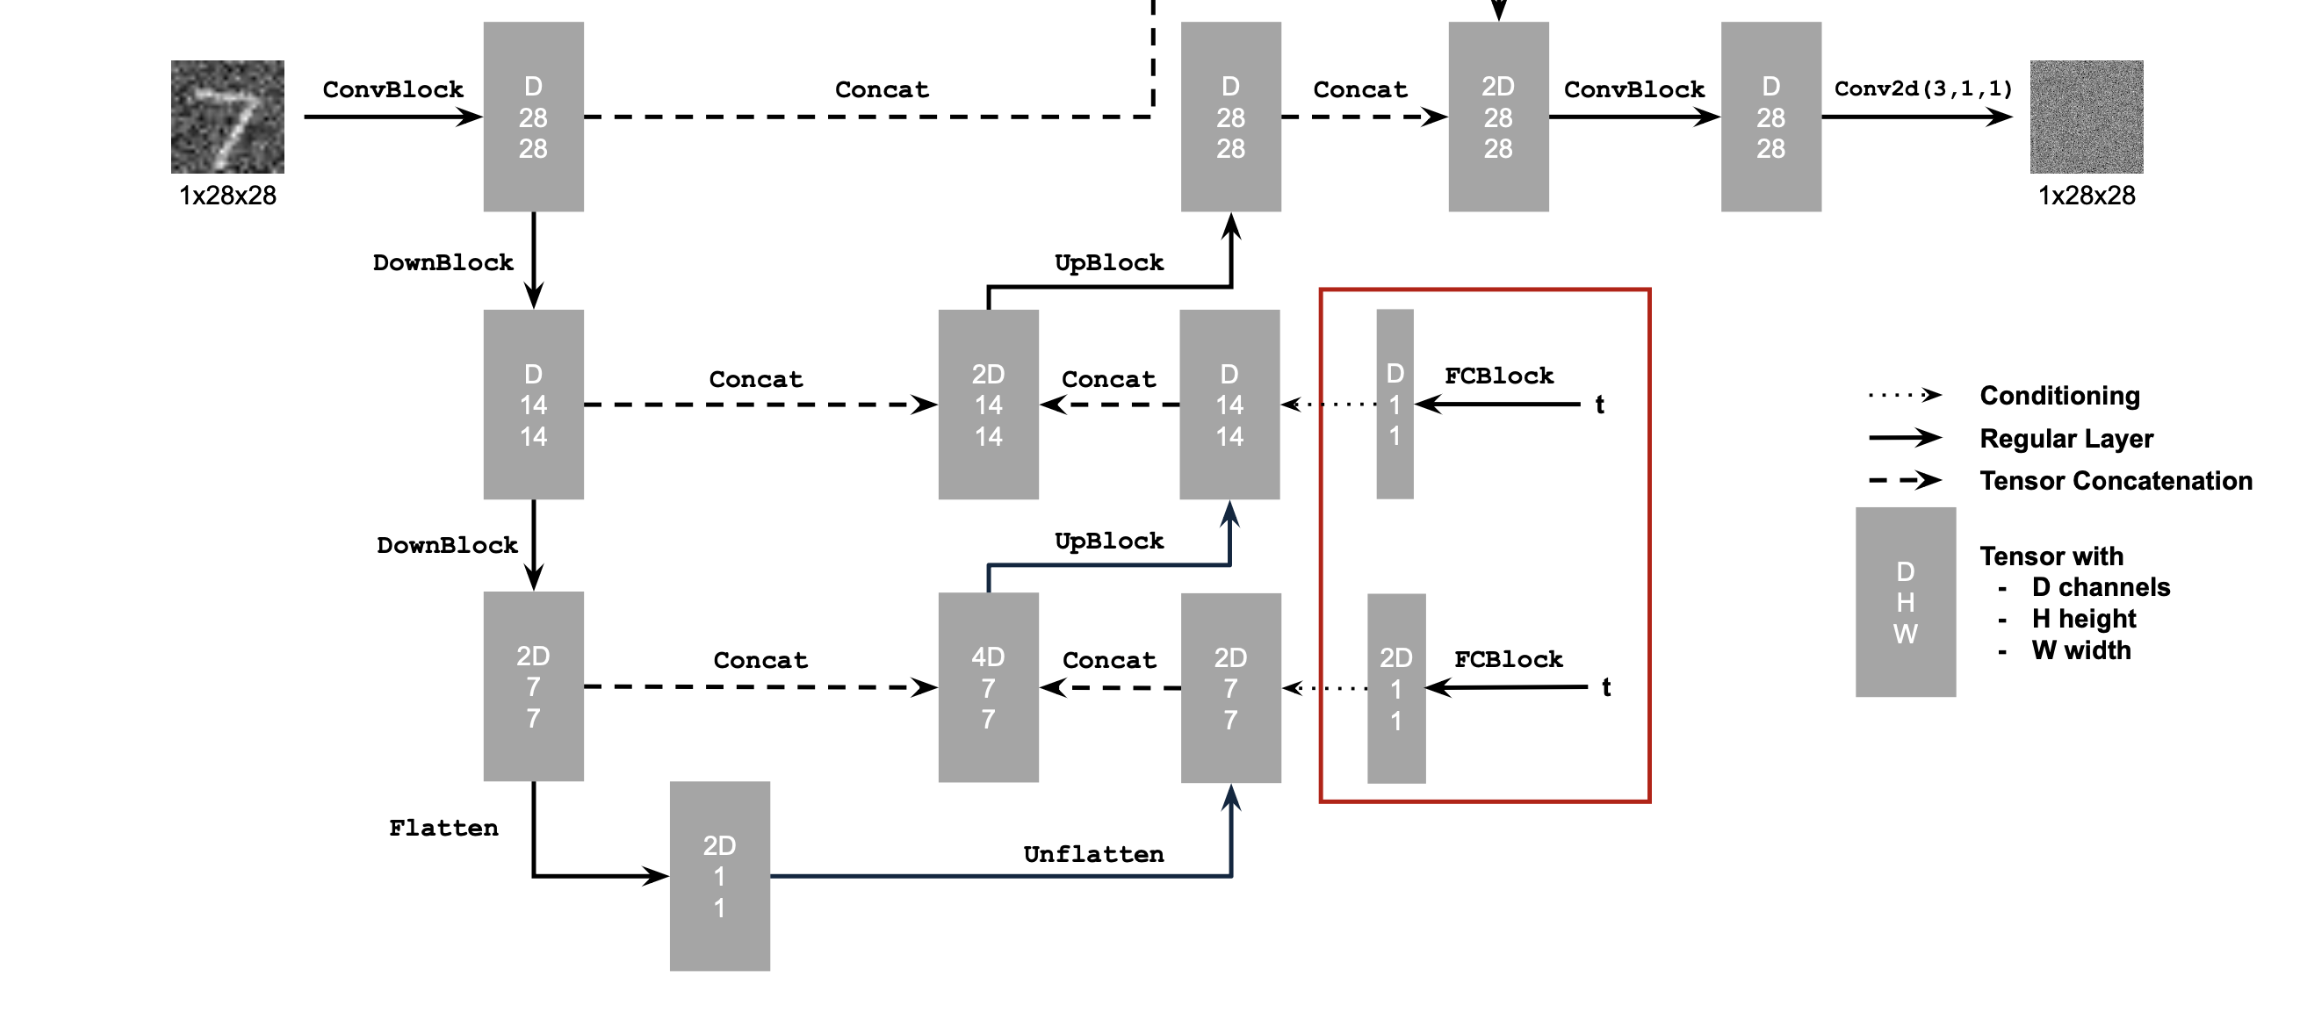 ConvBlock
D
28
28
Concat
D
28
28
Concat
2D
28
28
ConvBlock
D
28
28
Conv2d(3,1,1)
1x28x28
1x28x28
DownBlock
UpBlock
D
14
14
Concat
2D
14
14
Concat
D
14
14
D
1
1
FCBlock
t
Conditioning
Regular Layer
Tensor Concatenation
DownBlock
UpBlock
D
H
W
Tensor with
- D channels
- H height
- W width
2D
7
7
Concat
4D
7
7
Concat
2D
7
7
2D
1
1
FCBlock
t
Flatten
2D
1
1
Unflatten